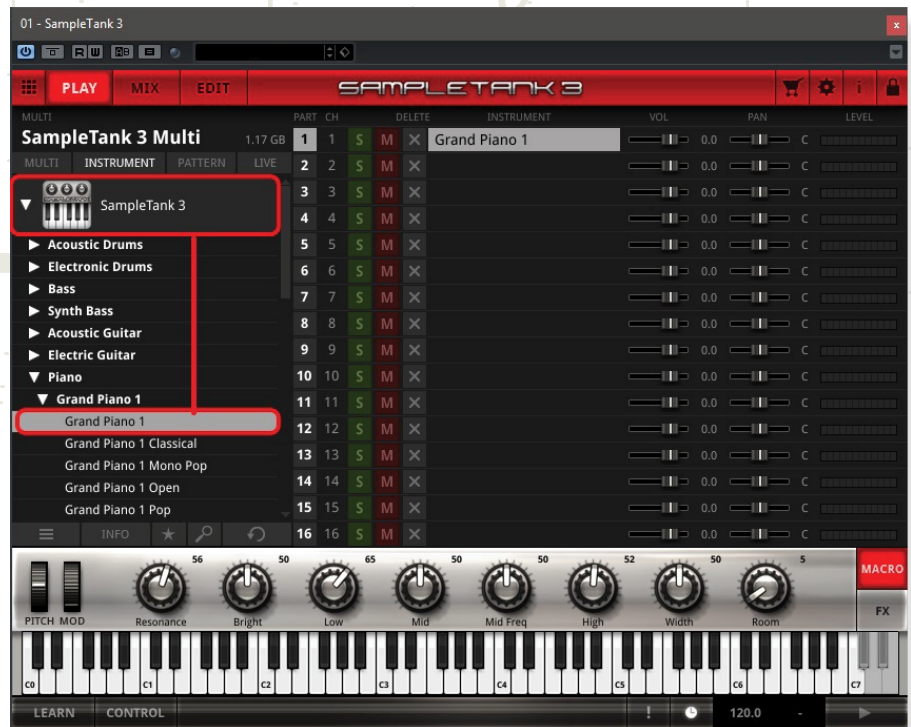 01 - SampleTank 3
PLAY MIX EDIT SAMPLETANK 3 i
MULTI PART CH DELETE INSTRUMENT VOL PAN LEVEL
SampleTank 3 Multi 1.17 GB 1 1 S M X Grand Piano 1 0.0 C
MULTI INSTRUMENT PATTERN LIVE 2 2 S M X 0.0 C
SampleTank 3 3 3 S M X 0.0 C
4 4 S M X 0.0 C
Acoustic Drums 5 5 S M X 0.0 C
Electronic Drums 6 6 S M X 0.0 C
Bass 7 7 S M X 0.0 C
Synth Bass 8 8 S M X 0.0 C
Acoustic Guitar
Electric Guitar 9 9 S M X 0.0 C
Piano 10 10 S M X 0.0 C
Grand Piano 1 11 11 S M X 0.0 C
Grand Piano 1 12 12 S M X 0.0 C
Grand Piano 1 Classical 13 13 S M X 0.0 C
Grand Piano 1 Mono Pop
Grand Piano 1 Open 14 14 S M X 0.0 C
Grand Piano 1 Pop 15 15 S M X 0.0 C
INFO 16 16 S M X 0.0 C
56 50 65 50 50 52 50 5 MACRO
PITCH MOD Resonance Bright Low Mid Mid Freq High Width Room FX
C0 C1 C2 C3 C4 C5 C6 C7
LEARN CONTROL ! 120.0 -